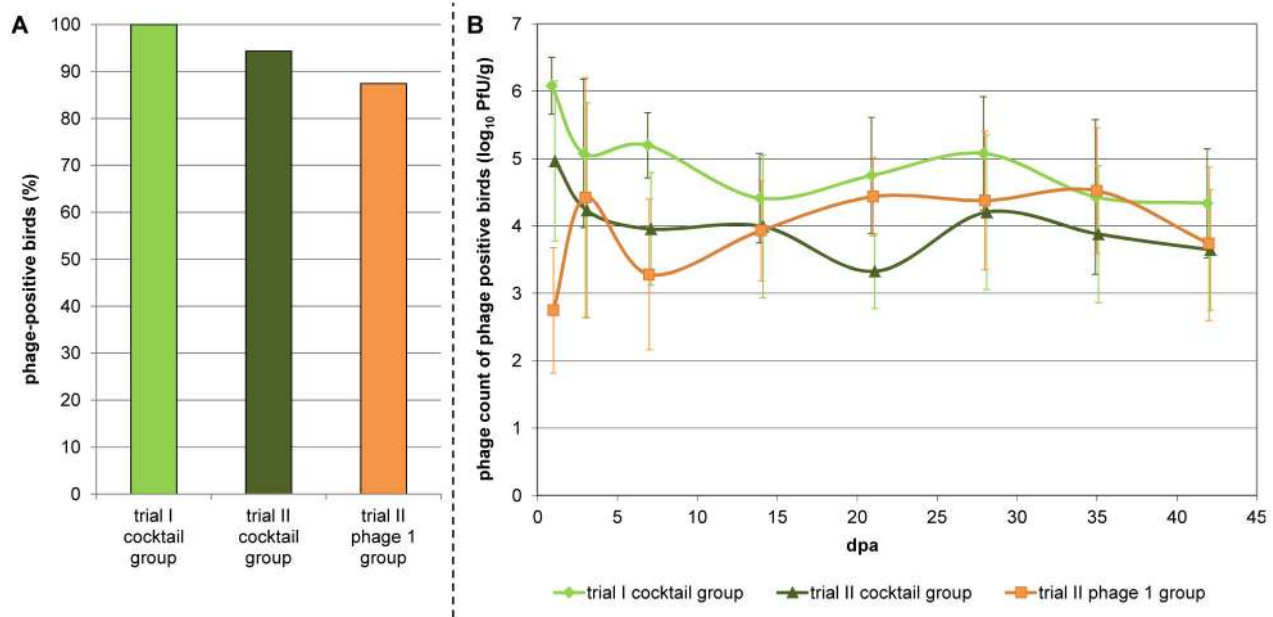 A
100
90
80
70
60
50
40
30
20
10
0
phage-positive birds (%)
trial I
cocktail
group
trial II
cocktail
group
trial II
phage 1
group
B
7
6
5
4
3
2
1
0
phage count of phage positive birds (log₁₀ PfU/g)
0 5 10 15 20 25 30 35 40 45
dpa
trial I cocktail group trial II cocktail group trial II phage 1 group